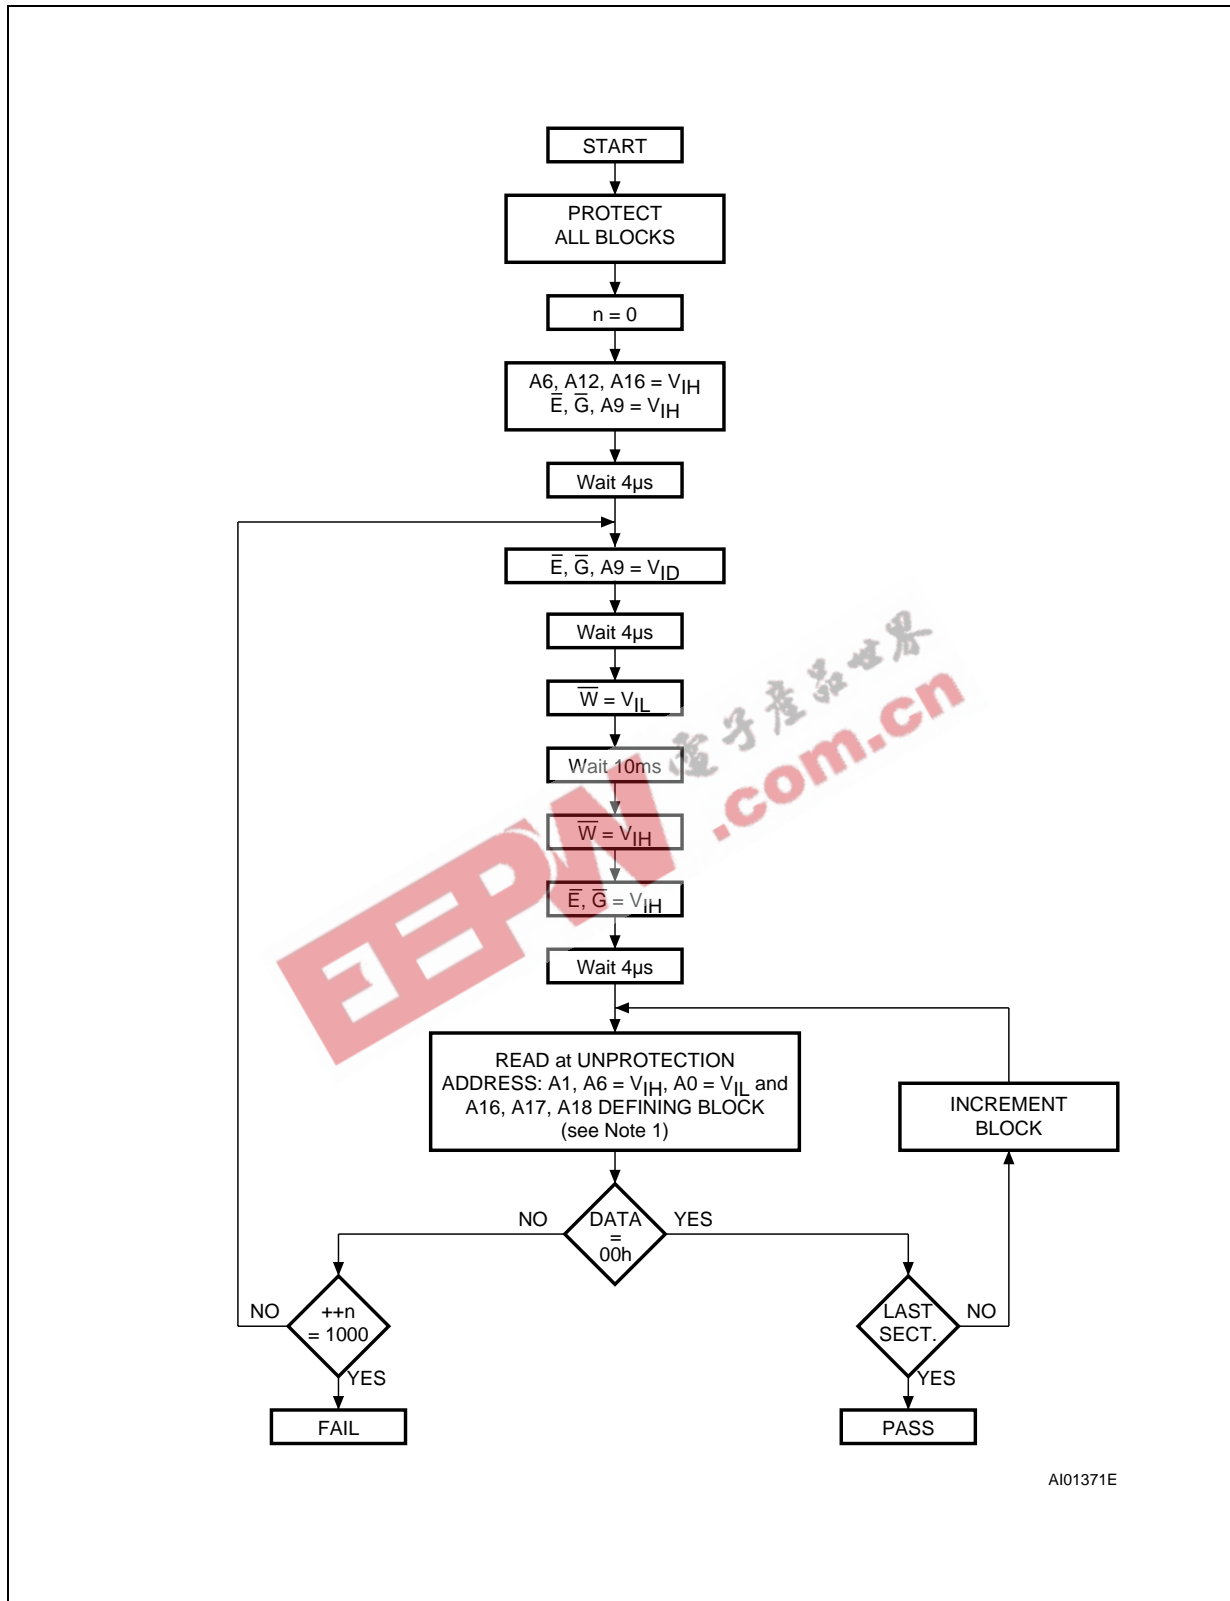 START
PROTECT
ALL BLOCKS
n = 0
A6, A12, A16 = VIH
E̅, G̅, A9 = VIH
Wait 4µs
E̅, G̅, A9 = VID
Wait 4µs
W̅ = VIL
Wait 10ms
W̅ = VIH
E̅, G̅ = VIH
Wait 4µs
電子產品世界
EEPW
.com.cn
READ at UNPROTECTION
ADDRESS: A1, A6 = VIH, A0 = VIL and
A16, A17, A18 DEFINING BLOCK
(see Note 1)
INCREMENT
BLOCK
NO
DATA
=
00h
YES
NO
++n
= 1000
YES
LAST
SECT.
NO
YES
FAIL
PASS
AI01371E